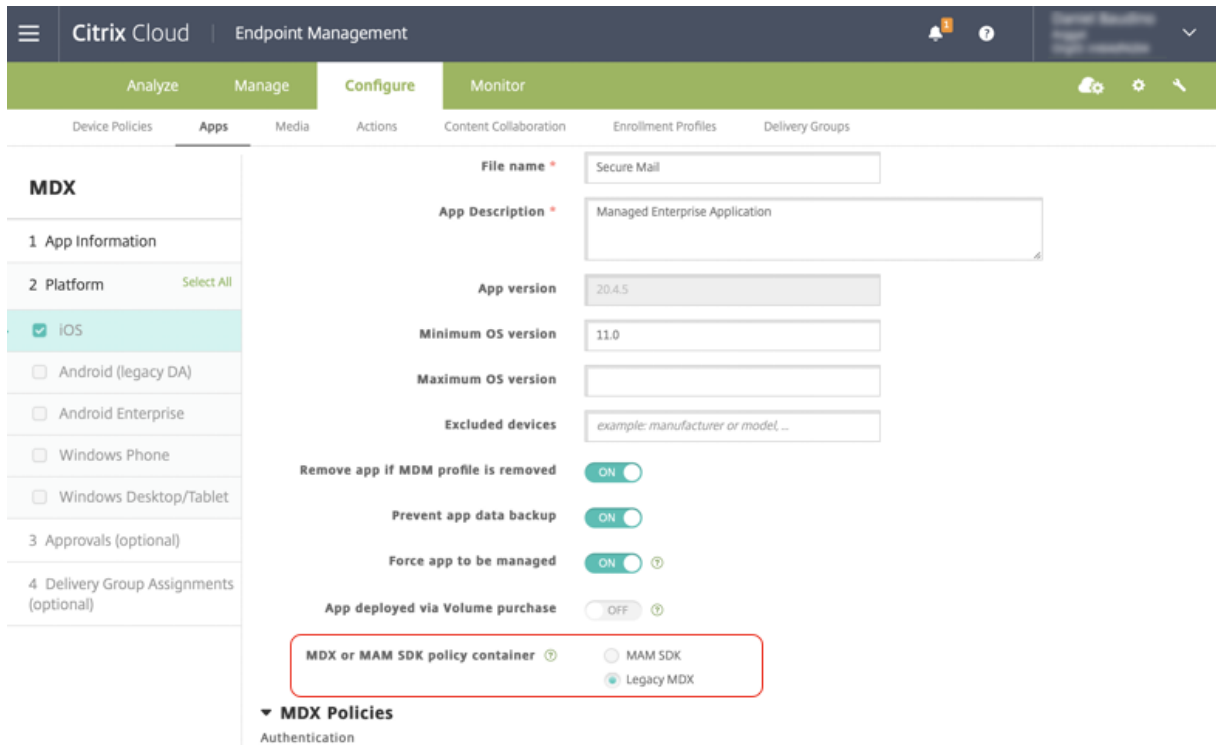 Citrix Cloud | Endpoint Management
1
?
Analyze Manage Configure Monitor
Device Policies Apps Media Actions Content Collaboration Enrollment Profiles Delivery Groups
MDX
1 App Information
2 Platform Select All
iOS
Android (legacy DA)
Android Enterprise
Windows Phone
Windows Desktop/Tablet
3 Approvals (optional)
4 Delivery Group Assignments
(optional)
File name * Secure Mail
App Description * Managed Enterprise Application
App version 20.4.5
Minimum OS version 11.0
Maximum OS version
Excluded devices example: manufacturer or model, ...
Remove app if MDM profile is removed ON
Prevent app data backup ON
Force app to be managed ON ?
App deployed via Volume purchase OFF ?
MDX or MAM SDK policy container ? MAM SDK
Legacy MDX
MDX Policies
Authentication